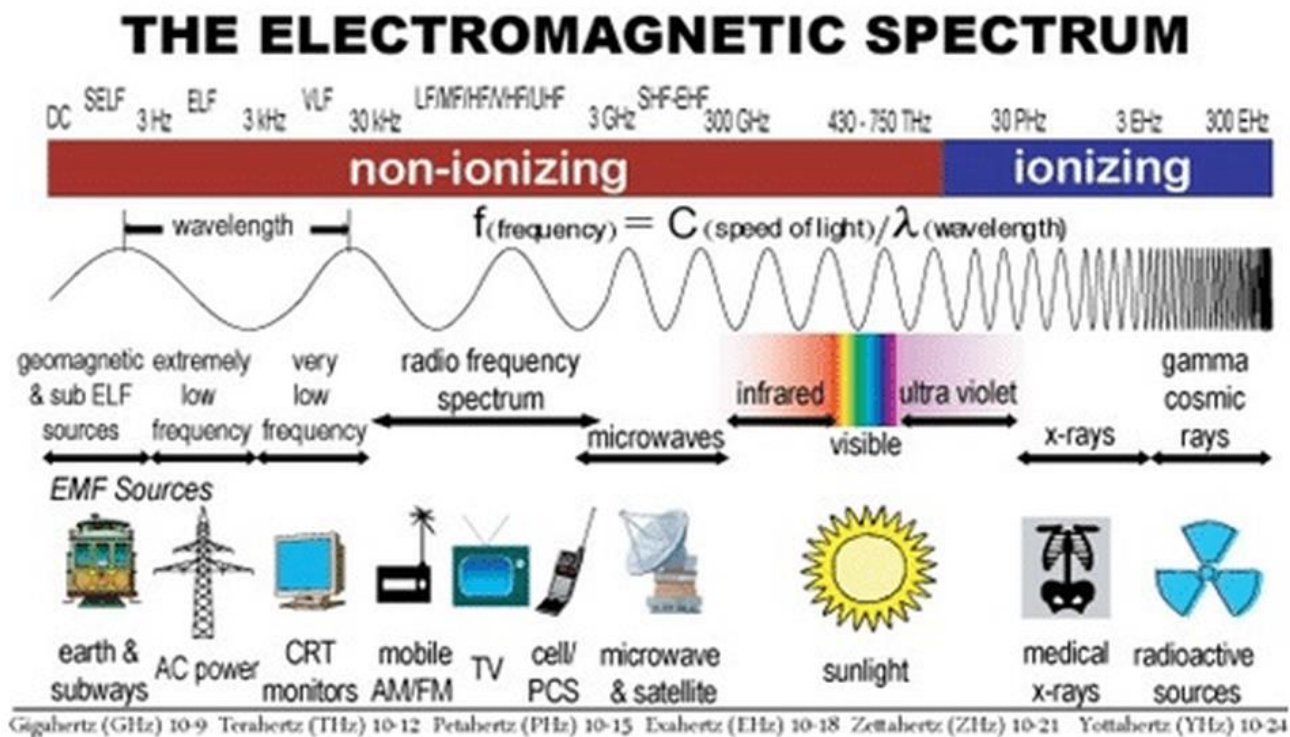 THE ELECTROMAGNETIC SPECTRUM
DC SELF 3 Hz ELF 3 kHz VLF 30 kHz LF/MF/HF/VHF/UHF 3 GHz SHF-EHF 300 GHz 430 - 750 THz 30 PHz 3 EHz 300 EHz
non-ionizing ionizing
wavelength f(frequency) = C (speed of light)/λ (wavelength)
geomagnetic & sub ELF sources
extremely low frequency
very low frequency
radio frequency spectrum
microwaves
infrared
visible
ultra violet
x-rays
gamma cosmic rays
EMF Sources
earth & subways
AC power
CRT monitors
mobile AM/FM
TV
cell/ PCS
microwave & satellite
sunlight
medical x-rays
radioactive sources
Gigahertz (GHz) 10-9 Terahertz (THz) 10-12 Petahertz (PHz) 10-15 Exahertz (EHz) 10-18 Zettahertz (ZHz) 10-21 Yottahertz (YHz) 10-24